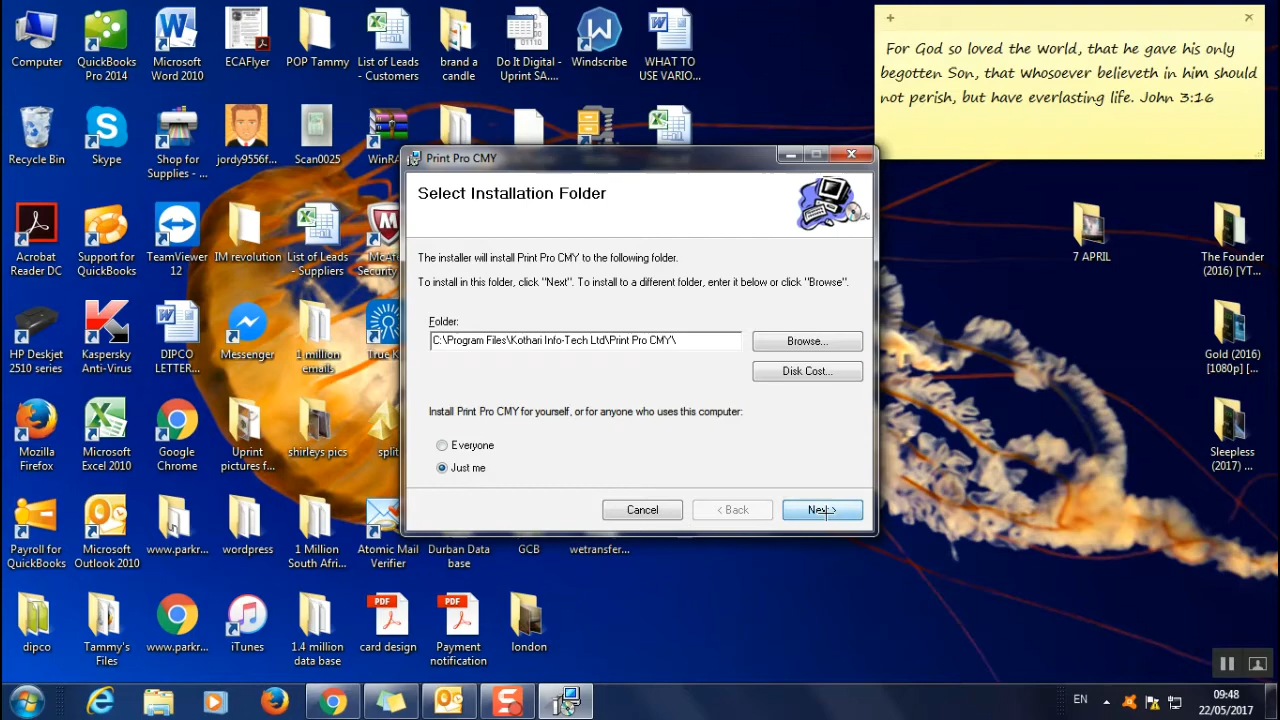 Computer
QuickBooks
Pro 2014
Microsoft
Word 2010
ECAFlyer
POP Tammy
List of Leads
- Customers
brand a
candle
Do It Digital -
Uprint SA....
Windscribe
WHAT TO
USE VARIO...
+
×
For God so loved the world, that he gave his only
begotten Son, that whosoever believeth in him should
not perish, but have everlasting life. John 3:16
Recycle Bin
Skype
Shop for
Supplies - ...
jordy9556f...
Scan0025
WinRA
Print Pro CMY
Select Installation Folder
The installer will install Print Pro CMY to the following folder.
To install in this folder, click "Next". To install to a different folder, enter it below or click "Browse".
Folder:
C:\Program Files\Kothari Info-Tech Ltd\Print Pro CMY\
Browse...
Disk Cost...
Install Print Pro CMY for yourself, or for anyone who uses this computer:
Everyone
Just me
Cancel
< Back
Next >
Acrobat
Reader DC
Support for
QuickBooks
TeamViewer
12
IM revolution
List of Leads
- Suppliers
McAf
Security
7 APRIL
The Founder
(2016) [YT...
HP Deskjet
2510 series
Kaspersky
Anti-Virus
DIPCO
LETTER...
Messenger
1 million
emails
True K
Gold (2016)
[1080p] [...
Mozilla
Firefox
Microsoft
Excel 2010
Google
Chrome
Uprint
pictures f...
shirleys pics
split
Sleepless
(2017) ...
Payroll for
QuickBooks
Microsoft
Outlook 2010
www.parkr...
wordpress
1 Million
South Afri...
Atomic Mail
Verifier
Durban Data
base
GCB
wetransfer...
dipco
Tammy's
Files
www.parkr...
iTunes
1.4 million
data base
PDF
card design
PDF
Payment
notification
london
EN
09:48
22/05/2017